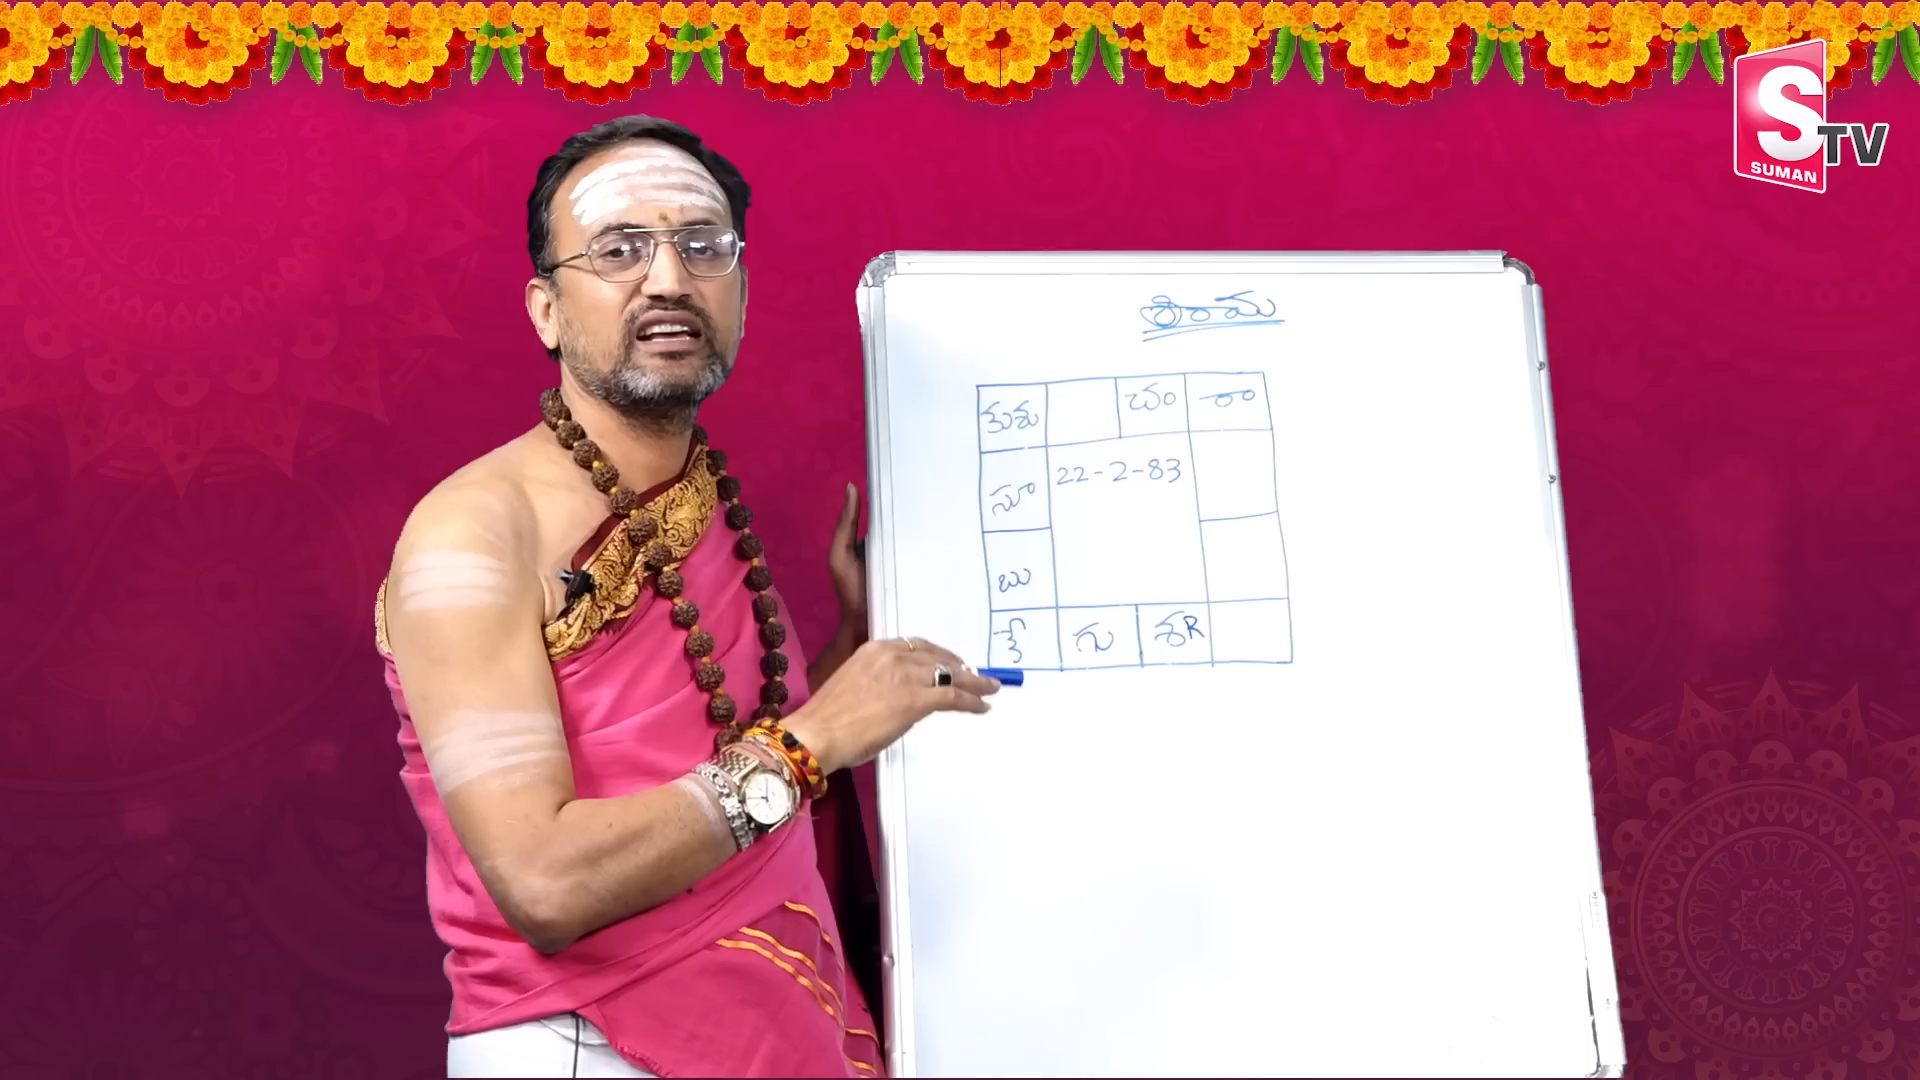 S
TV
SUMAN
శ్రీరామ
కుశు చం రా
సూ 22-2-83
బు
కే గు శR